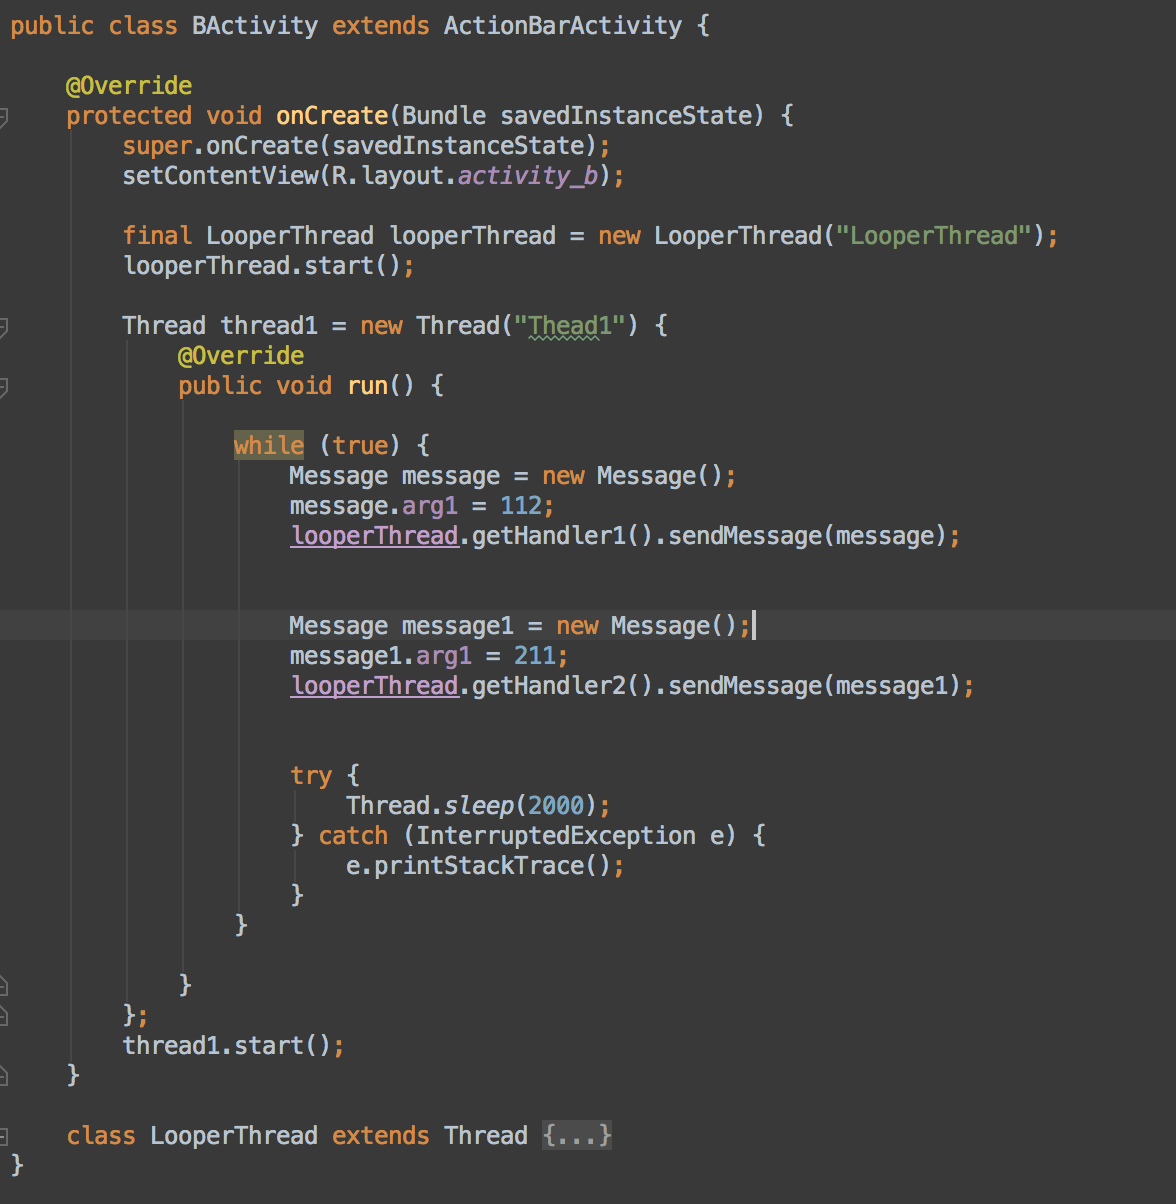 public class BActivity extends ActionBarActivity {
@Override
protected void onCreate(Bundle savedInstanceState) {
super.onCreate(savedInstanceState);
setContentView(R.layout.activity_b);
final LooperThread looperThread = new LooperThread("LooperThread");
looperThread.start();
Thread thread1 = new Thread("Thead1") {
@Override
public void run() {
while (true) {
Message message = new Message();
message.arg1 = 112;
looperThread.getHandler1().sendMessage(message);
Message message1 = new Message();
message1.arg1 = 211;
looperThread.getHandler2().sendMessage(message1);
try {
Thread.sleep(2000);
} catch (InterruptedException e) {
e.printStackTrace();
}
}
}
};
thread1.start();
}
class LooperThread extends Thread {...}
}